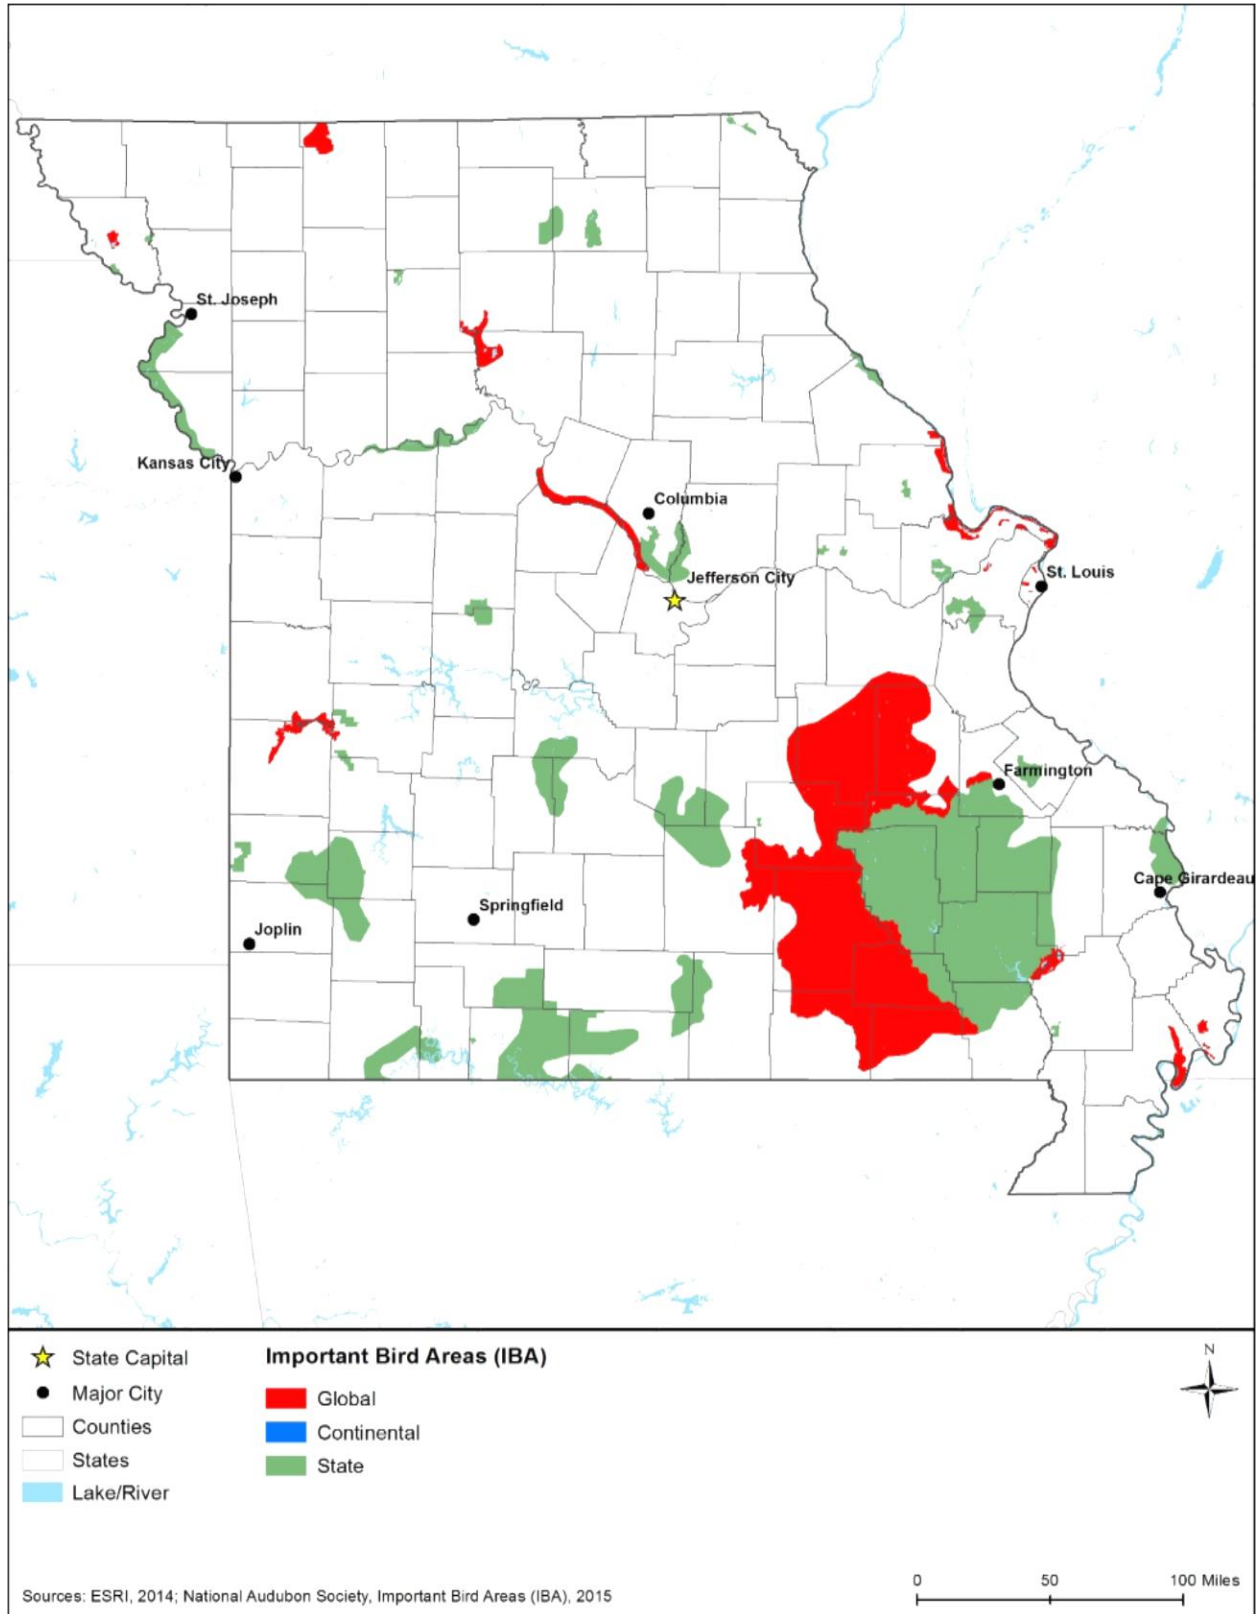 St. Joseph
Kansas City
Columbia
Jefferson City
St. Louis
Farmington
Cape Girardeau
Springfield
Joplin
State Capital
Major City
Counties
States
Lake/River
Important Bird Areas (IBA)
Global
Continental
State
N
Sources: ESRI, 2014; National Audubon Society, Important Bird Areas (IBA), 2015
0 50 100 Miles